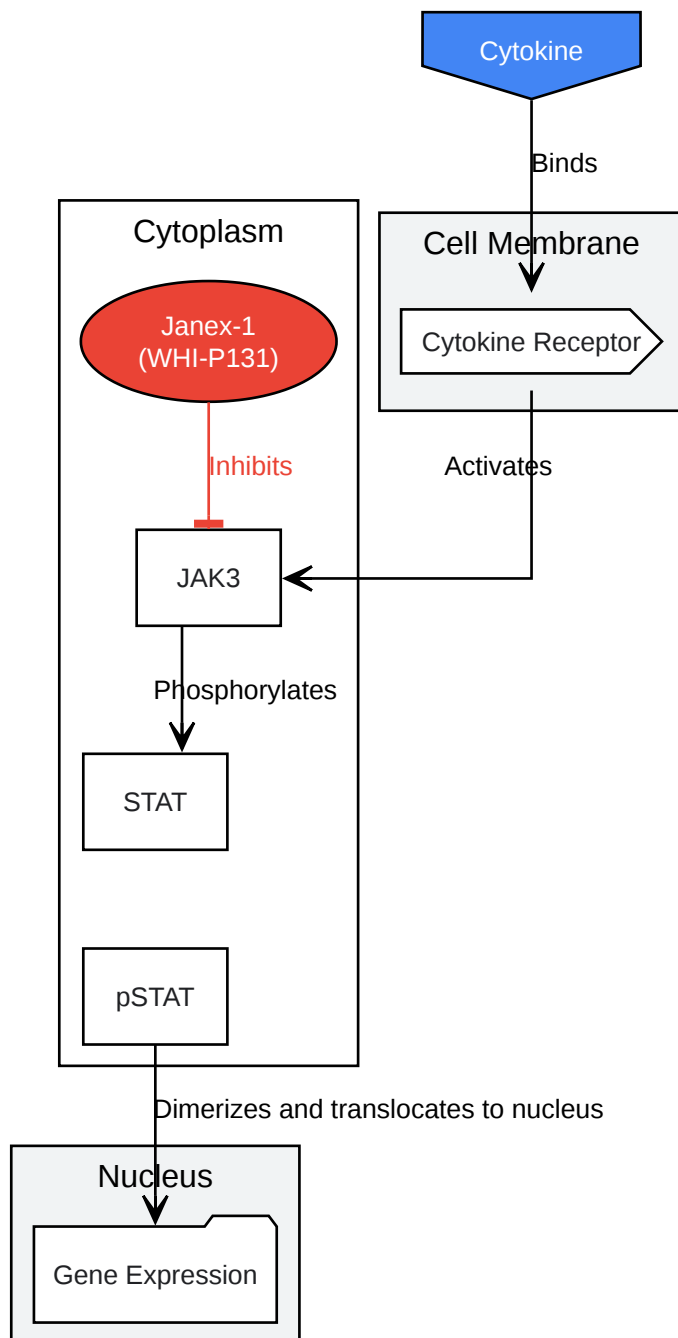 Cytokine
Binds
Cytoplasm
Cell Membrane
Janex-1
(WHI-P131)
Cytokine Receptor
Inhibits
Activates
JAK3
Phosphorylates
STAT
pSTAT
Dimerizes and translocates to nucleus
Nucleus
Gene Expression